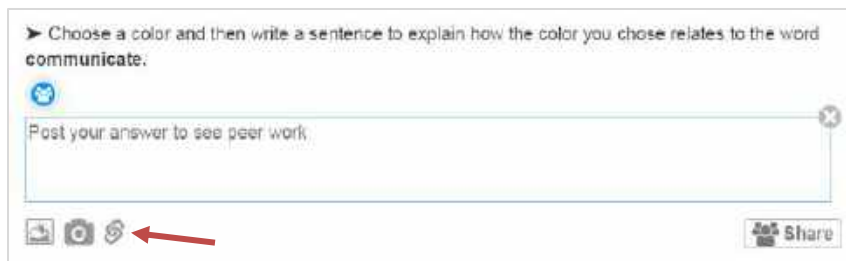 ➤ Choose a color and then write a sentence to explain how the color you chose relates to the word
communicate.
Post your answer to see peer work
Share